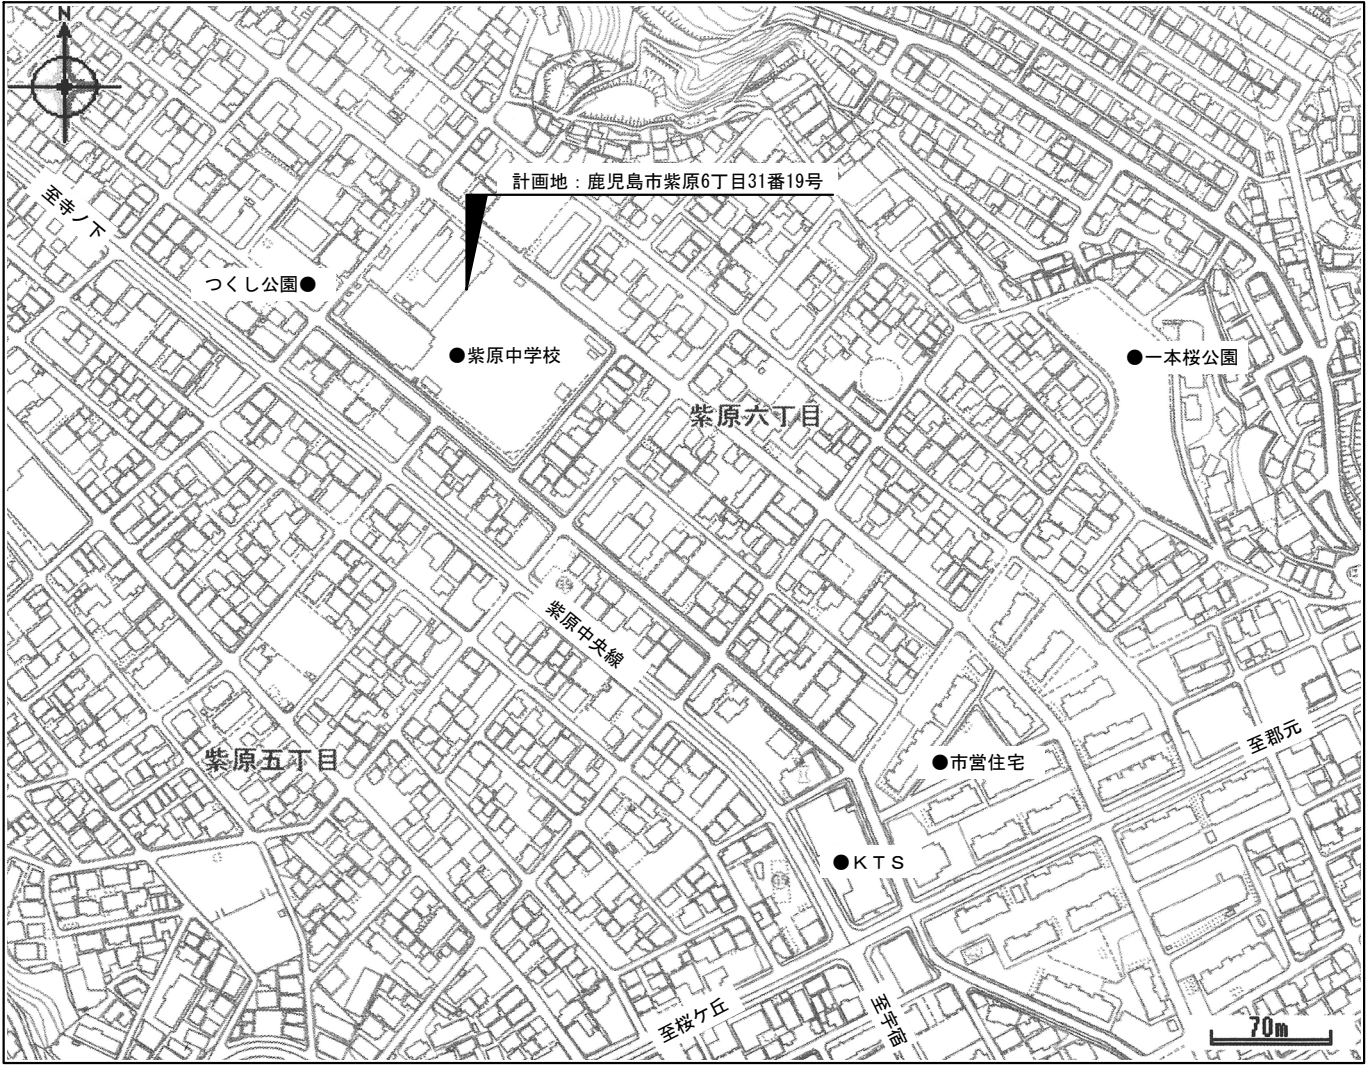 N
計画地：鹿児島市紫原6丁目31番19号
至寺ノ下
つくし公園●
●紫原中学校
●一本桜公園
紫原六丁目
紫原中央線
紫原五丁目
至郡元
●市営住宅
●KTS
至桜ケ丘
至宇宿
70m